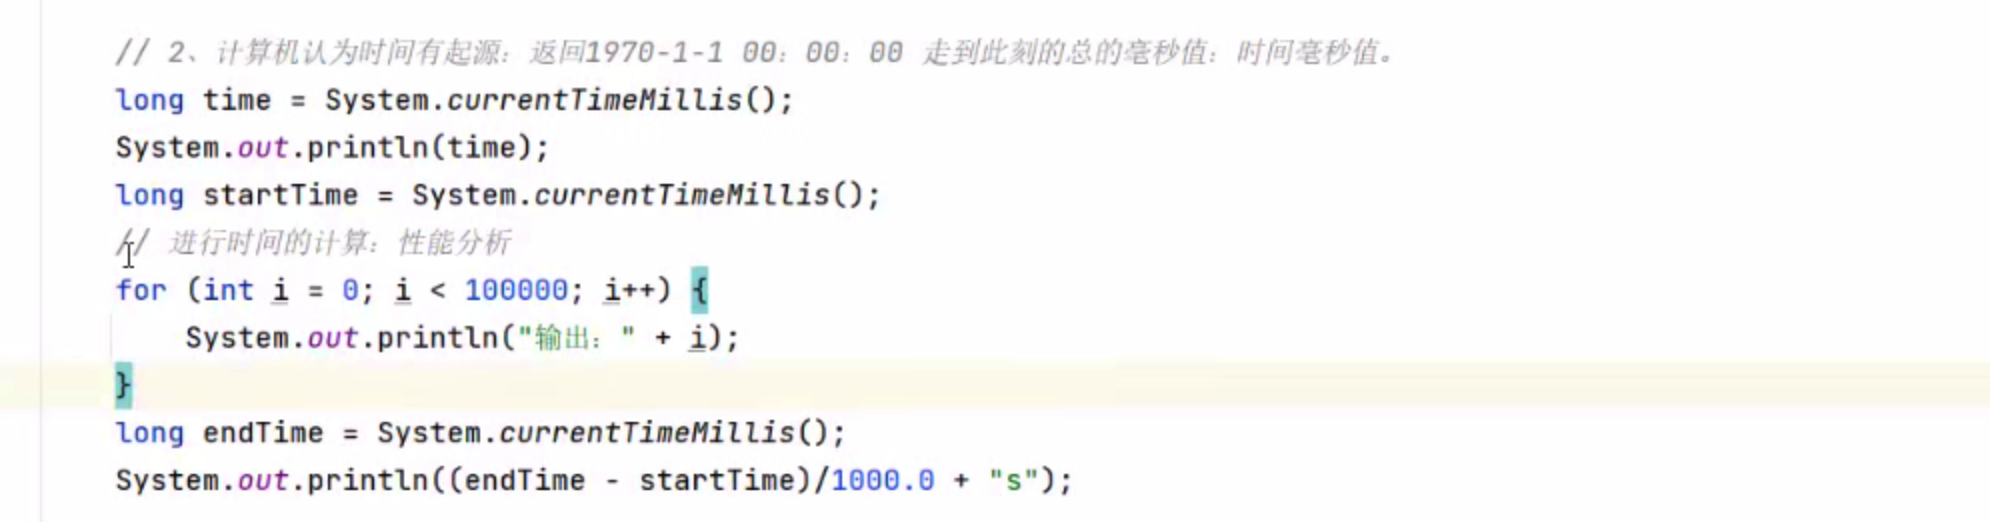 // 2、计算机认为时间有起源：返回1970-1-1 00：00：00 走到此刻的总的毫秒值：时间毫秒值。
long time = System.currentTimeMillis();
System.out.println(time);
long startTime = System.currentTimeMillis();
// 进行时间的计算：性能分析
for (int i = 0; i < 100000; i++) {
    System.out.println("输出：" + i);
}
long endTime = System.currentTimeMillis();
System.out.println((endTime - startTime)/1000.0 + "s");